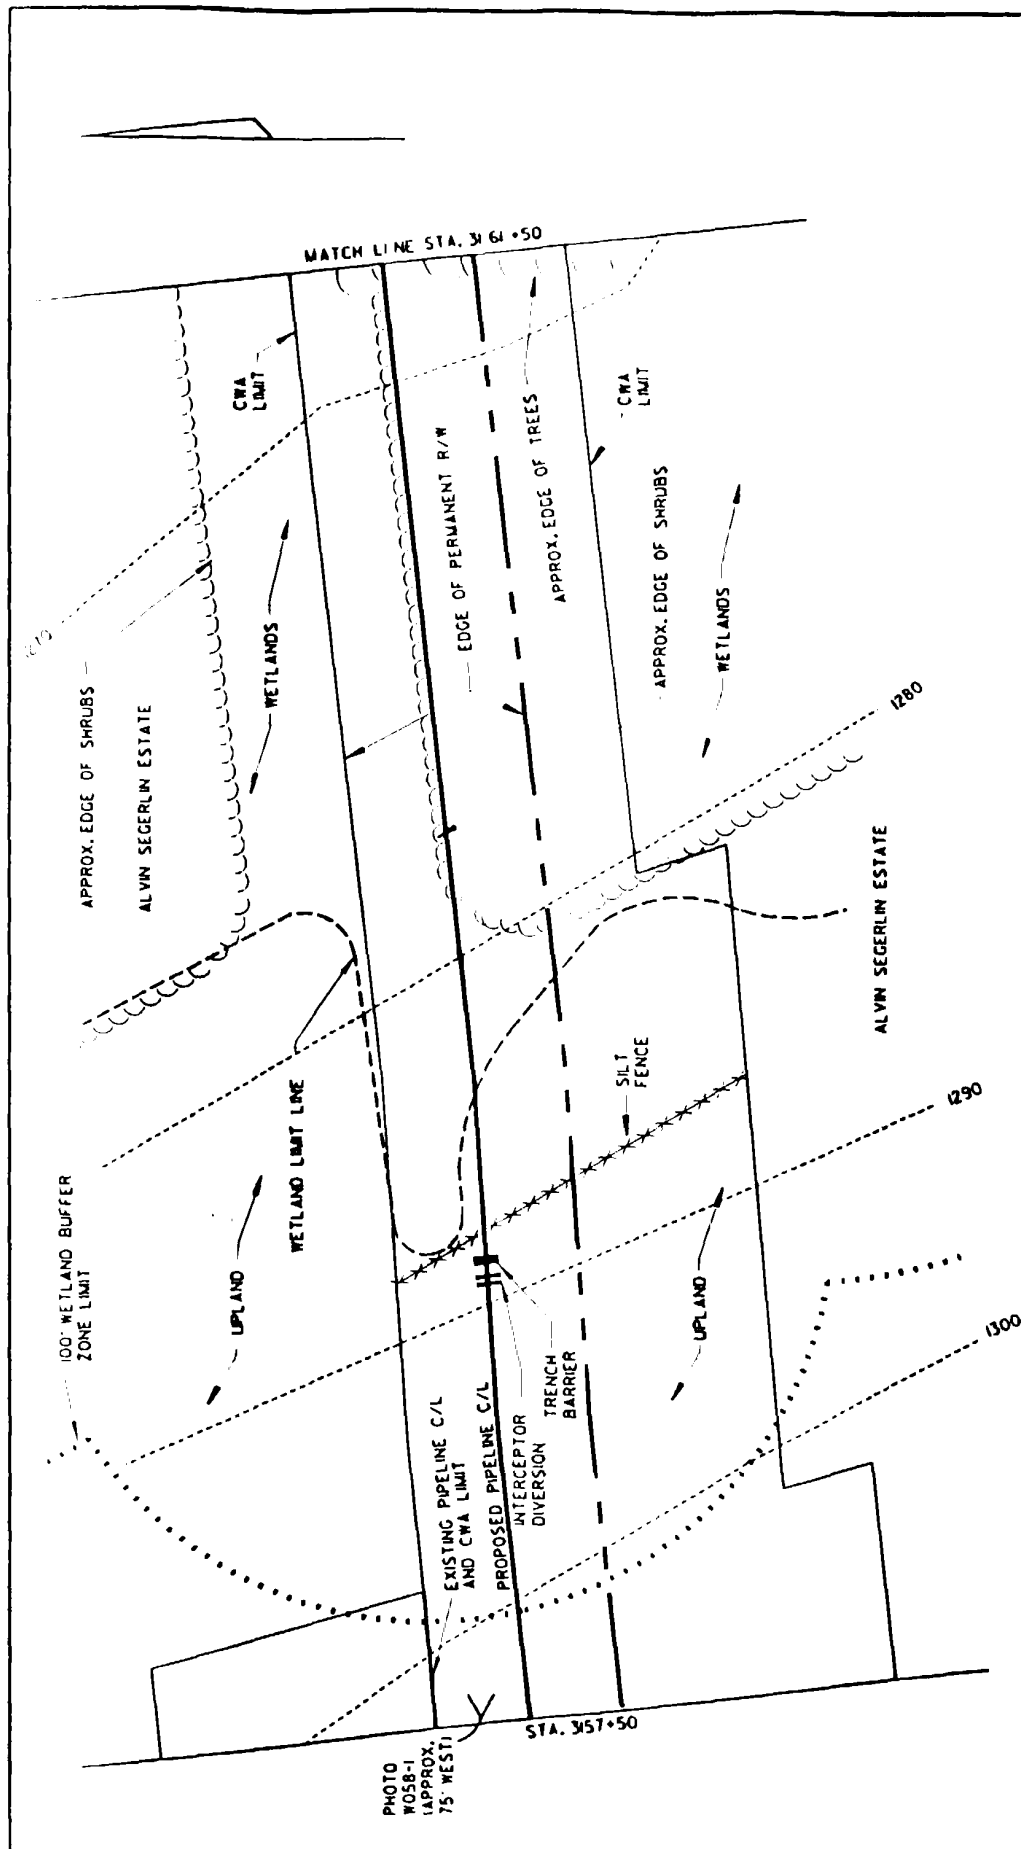 MATCH LINE STA. 3161+50
CWA
LIMIT
APPROX. EDGE OF SHRUBS
ALVIN SEGERLIN ESTATE
WETLANDS
EDGE OF PERMANENT R/W
APPROX. EDGE OF TREES
CWA
LIMIT
APPROX. EDGE OF SHRUBS
WETLANDS
1280
ALVIN SEGERLIN ESTATE
100' WETLAND BUFFER
ZONE LIMIT
WETLAND LIMIT LINE
UPLAND
SILT
FENCE
1290
UPLAND
1300
EXISTING PIPELINE C/L
AND CWA LIMIT
PROPOSED PIPELINE C/L
INTERCEPTOR
DIVERSION
TRENCH
BARRIER
STA. 3157+50
PHOTO
W058-1
(APPROX.
75' WEST)